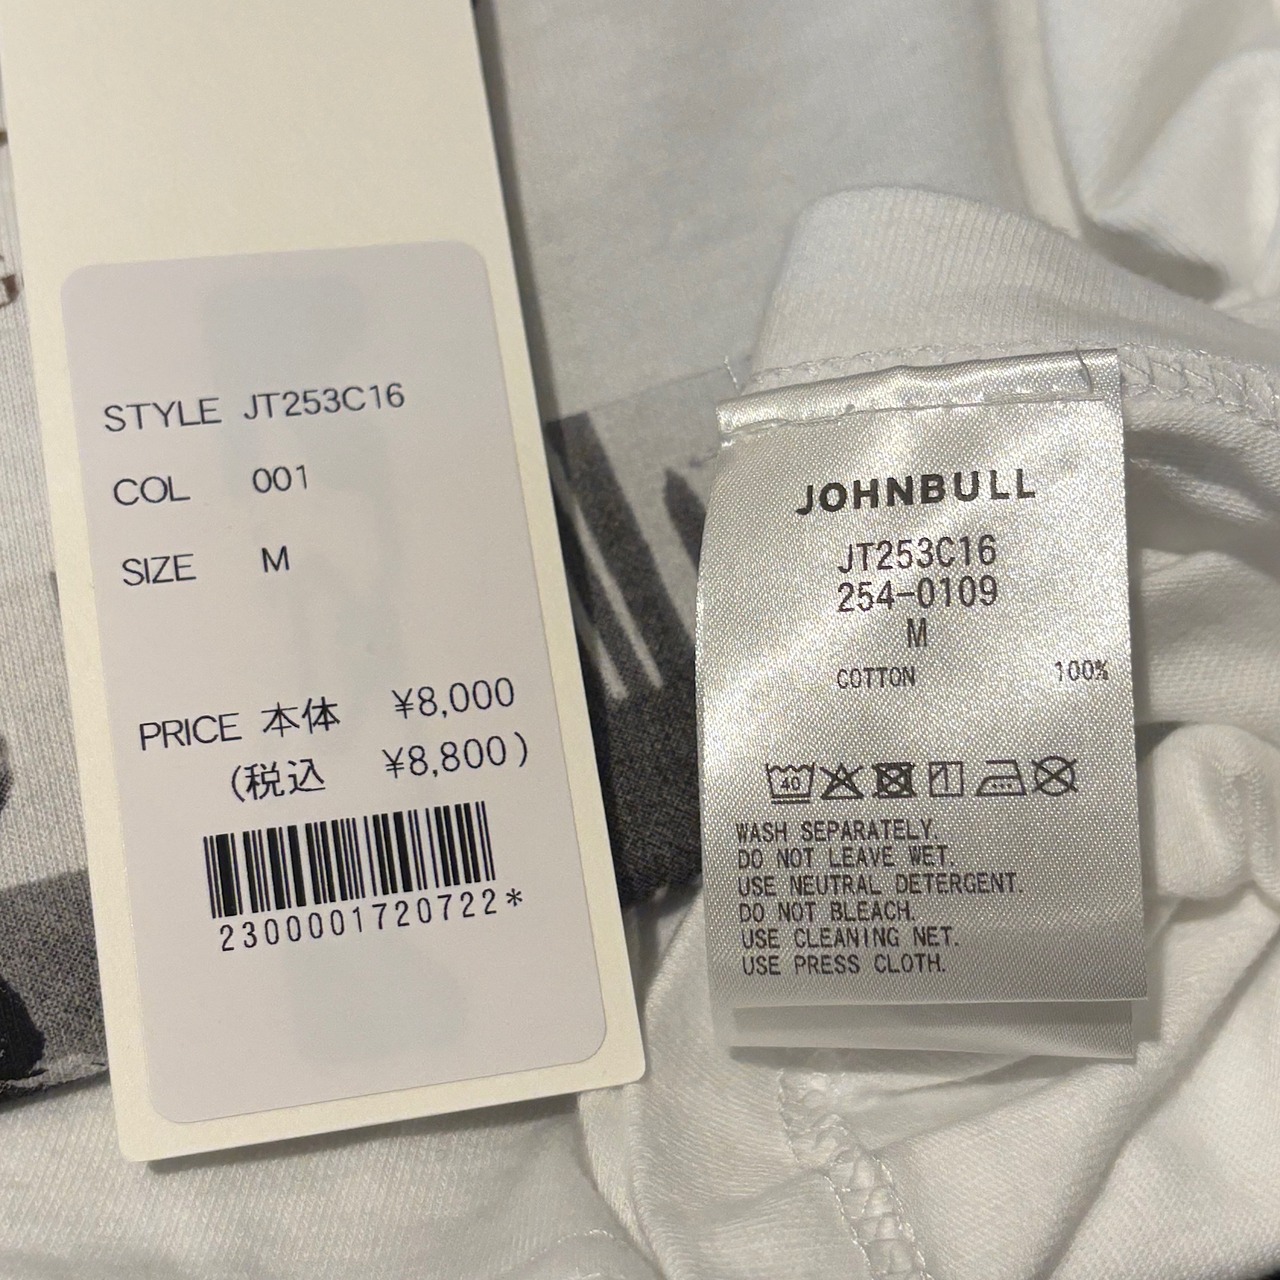 STYLE JT253C16
COL 001
SIZE M
PRICE 本体 ¥8,000
(税込 ¥8,800)
2300001720722*
JOHNBULL
JT253C16
254-0109
M
COTTON 100%
40
WASH SEPARATELY.
DO NOT LEAVE WET.
USE NEUTRAL DETERGENT.
DO NOT BLEACH.
USE CLEANING NET.
USE PRESS CLOTH.